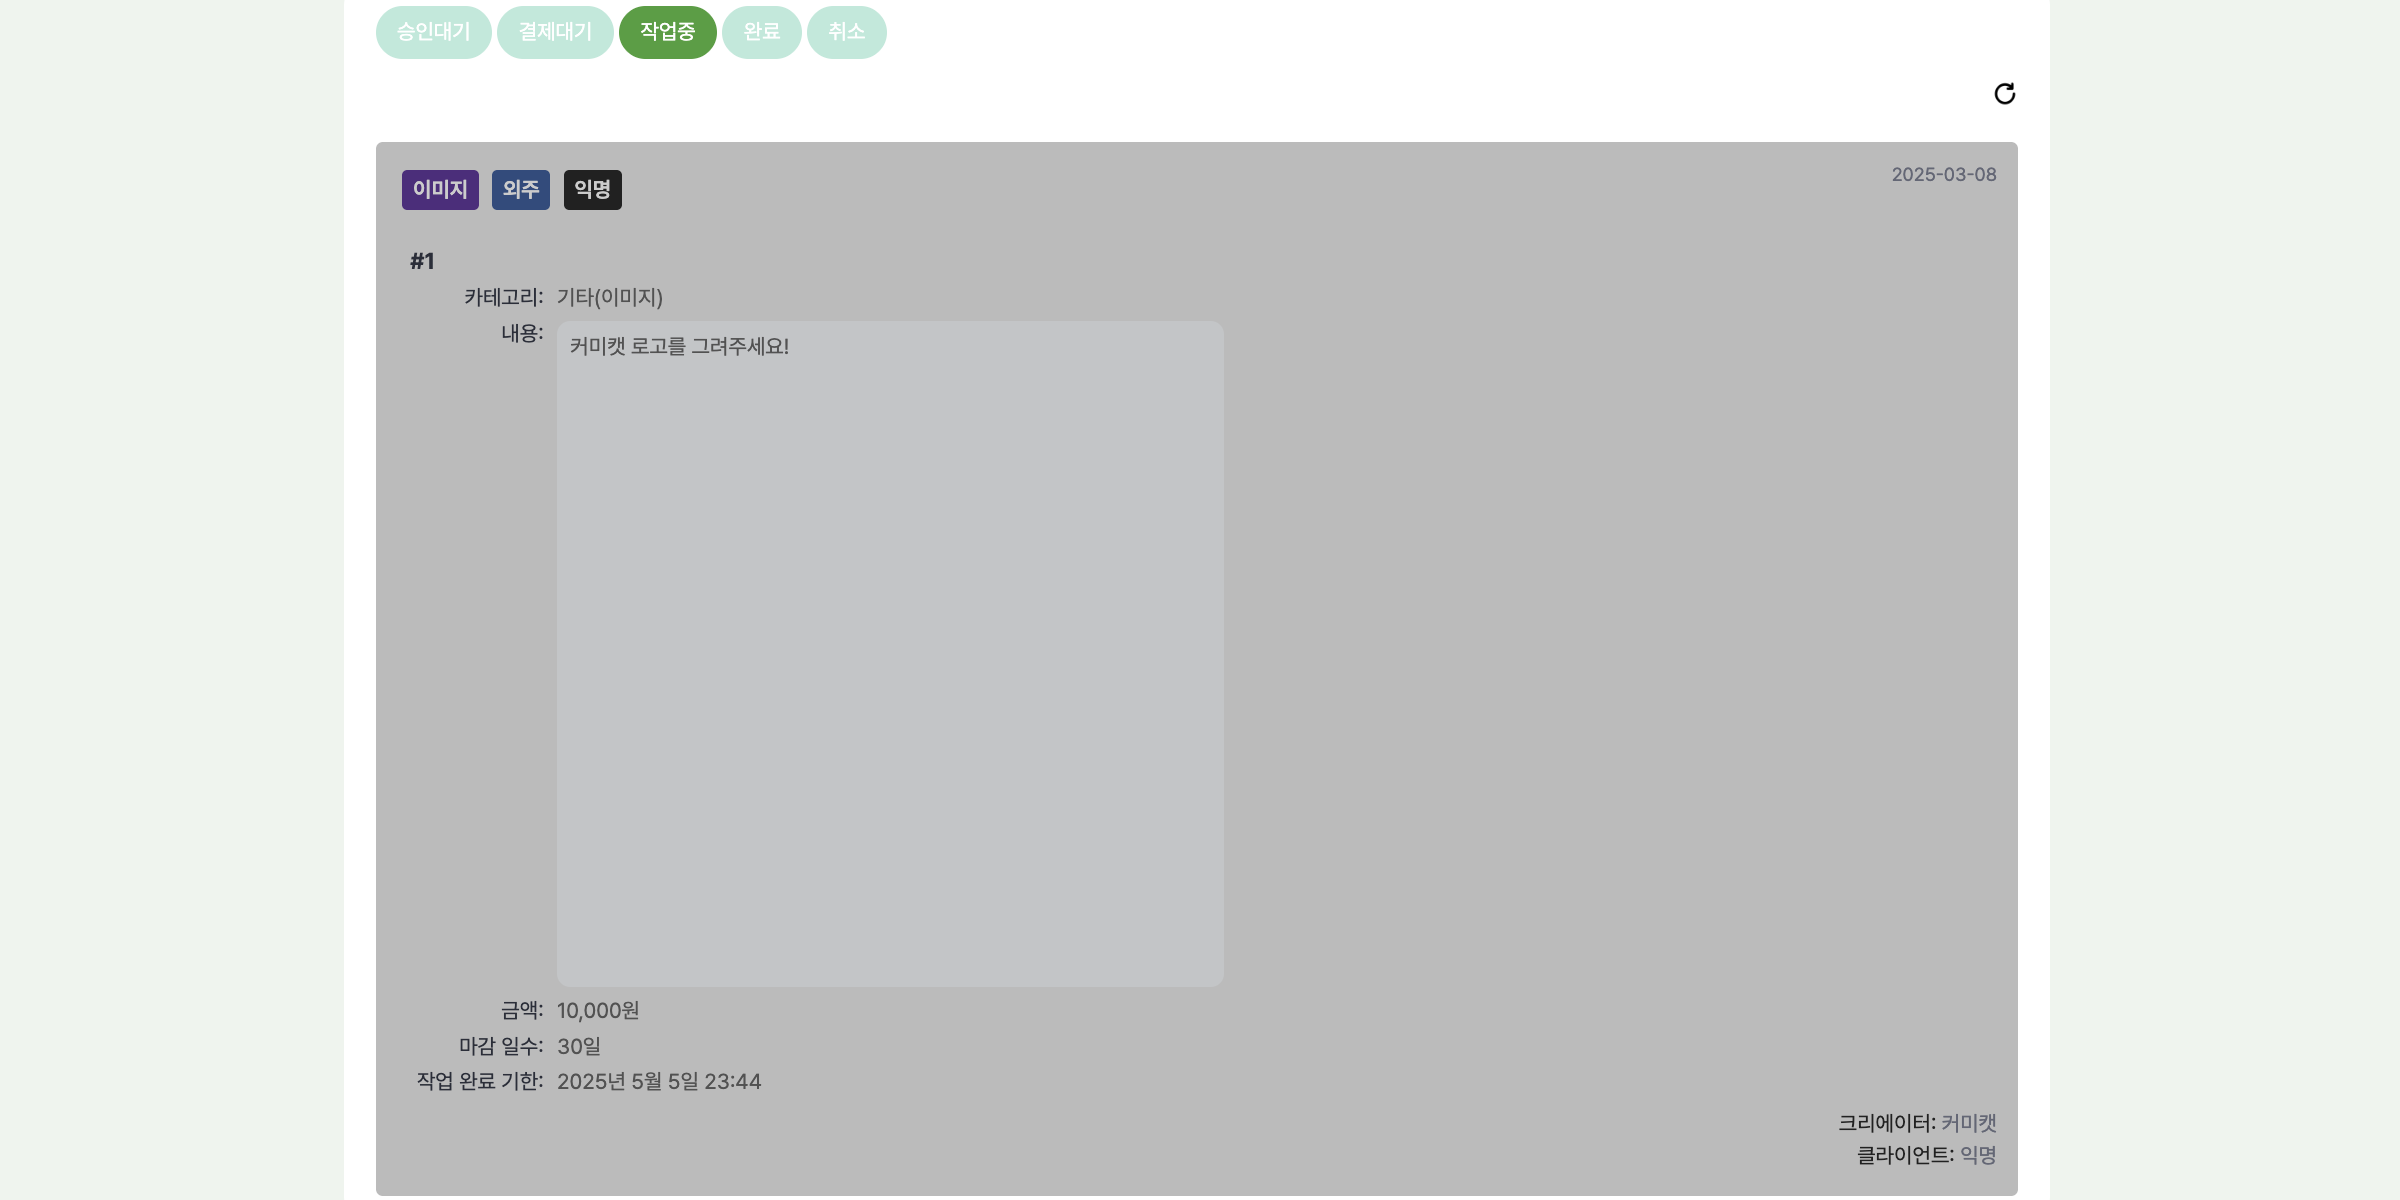 승인대기 결제대기 작업중 완료 취소
이미지 외주 익명 2025-03-08
#1
카테고리: 기타(이미지)
내용: 커미캣 로고를 그려주세요!
금액: 10,000원
마감 일수: 30일
작업 완료 기한: 2025년 5월 5일 23:44
크리에이터: 커미캣
클라이언트: 익명